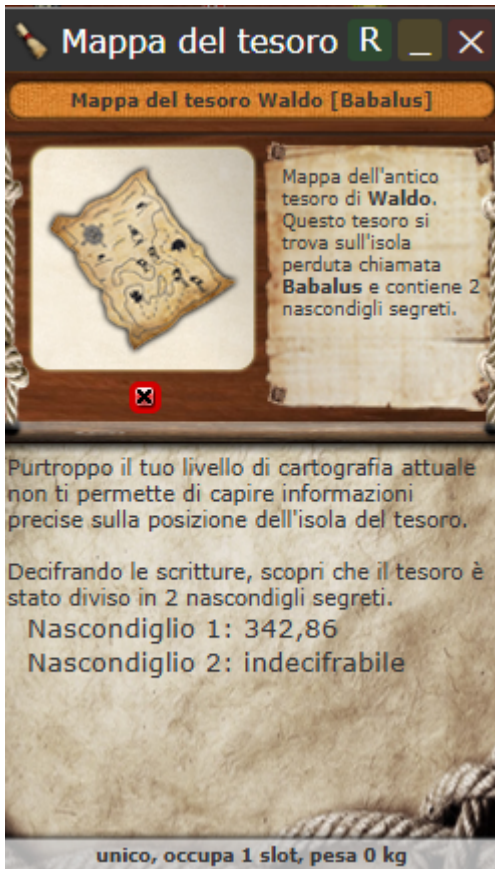 Mappa del tesoro R _ ×
Mappa del tesoro Waldo [Babalus]
Mappa dell'antico
tesoro di Waldo.
Questo tesoro si
trova sull'isola
perduta chiamata
Babalus e contiene 2
nascondigli segreti.
Purtroppo il tuo livello di cartografia attuale
non ti permette di capire informazioni
precise sulla posizione dell'isola del tesoro.
Decifrando le scritture, scopri che il tesoro è
stato diviso in 2 nascondigli segreti.
Nascondiglio 1: 342,86
Nascondiglio 2: indecifrabile
unico, occupa 1 slot, pesa 0 kg